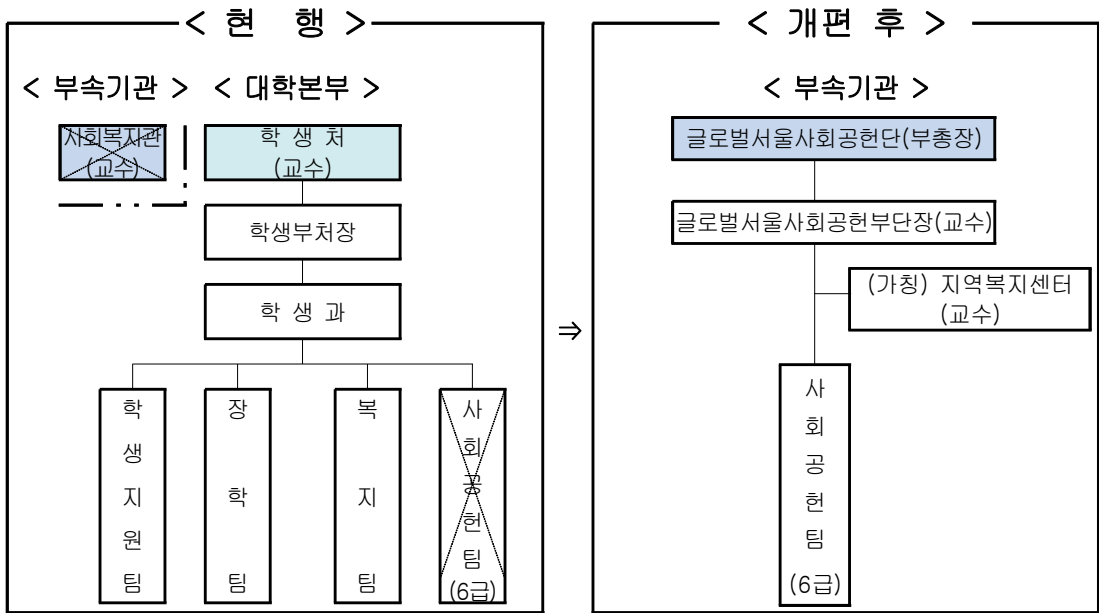 < 현 행 >
< 부속기관 > < 대학본부 >
사회복지관
(교수)
학 생 처
(교수)
학생부처장
학 생 과
학생지원팀
장학팀
복지팀
사회공헌팀
(6급)
⇒
< 개편 후 >
< 부속기관 >
글로벌서울사회공헌단(부총장)
글로벌서울사회공헌부단장(교수)
(가칭) 지역복지센터
(교수)
사회공헌팀
(6급)